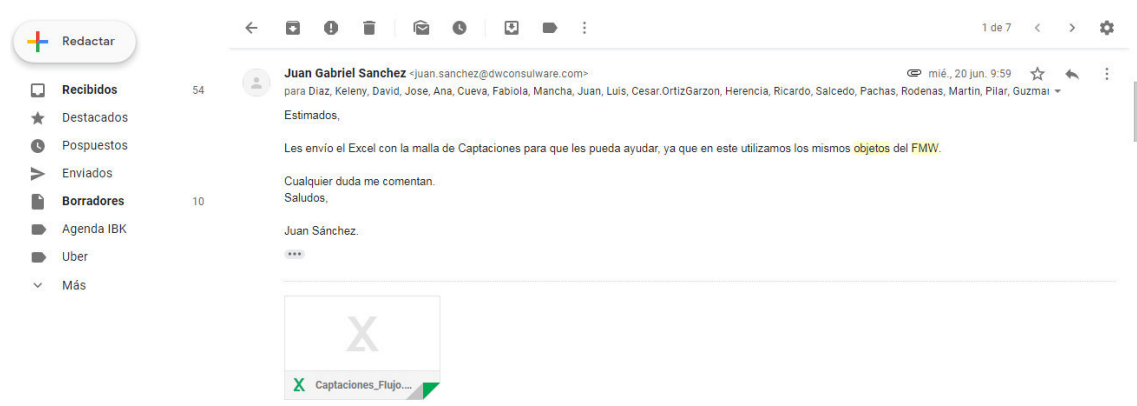 Redactar
1 de 7
Recibidos 54
Destacados
Pospuestos
Enviados
Borradores 10
Agenda IBK
Uber
Más
Juan Gabriel Sanchez <juan.sanchez@dwconsulware.com> mié., 20 jun. 9:59
para Diaz, Keleny, David, Jose, Ana, Cueva, Fabiola, Mancha, Juan, Luis, Cesar.OrtizGarzon, Herencia, Ricardo, Salcedo, Pachas, Rodenas, Martin, Pilar, Guzmai
Estimados,
Les envío el Excel con la malla de Captaciones para que les pueda ayudar, ya que en este utilizamos los mismos objetos del FMW.
Cualquier duda me comentan.
Saludos,
Juan Sánchez.
Captaciones_Flujo....